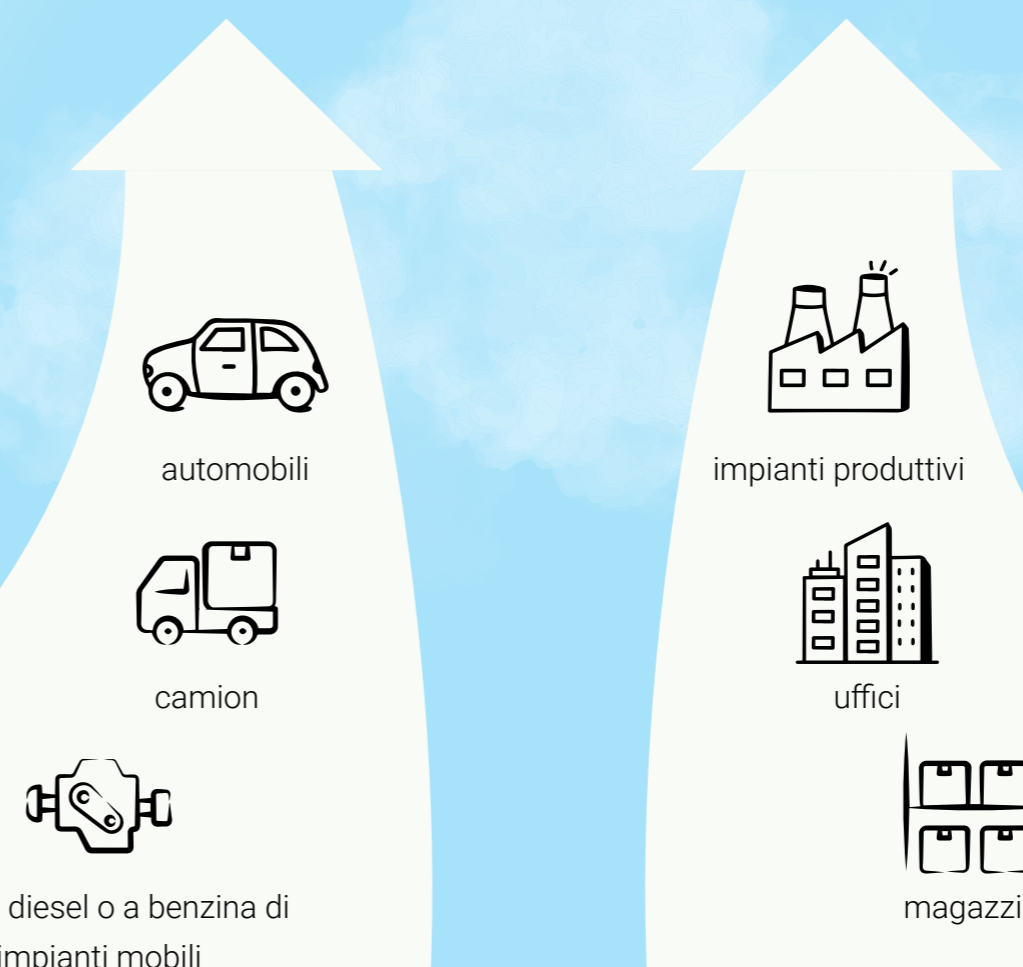 automobili
impianti produttivi
camion
uffici
diesel o a benzina di
impianti mobili
magazzi